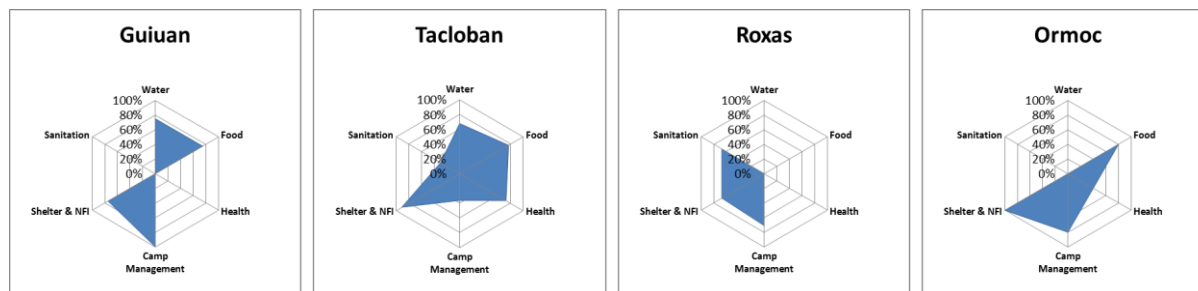 Guiuan
Water
100%
80%
60%
40%
20%
0%
Sanitation
Food
Shelter & NFI
Health
Camp
Management
Tacloban
Water
100%
80%
60%
40%
20%
0%
Sanitation
Food
Shelter & NFI
Health
Camp
Management
Roxas
Water
100%
80%
60%
40%
20%
0%
Sanitation
Food
Shelter & NFI
Health
Camp
Management
Ormoc
Water
100%
80%
60%
40%
20%
0%
Sanitation
Food
Shelter & NFI
Health
Camp
Management